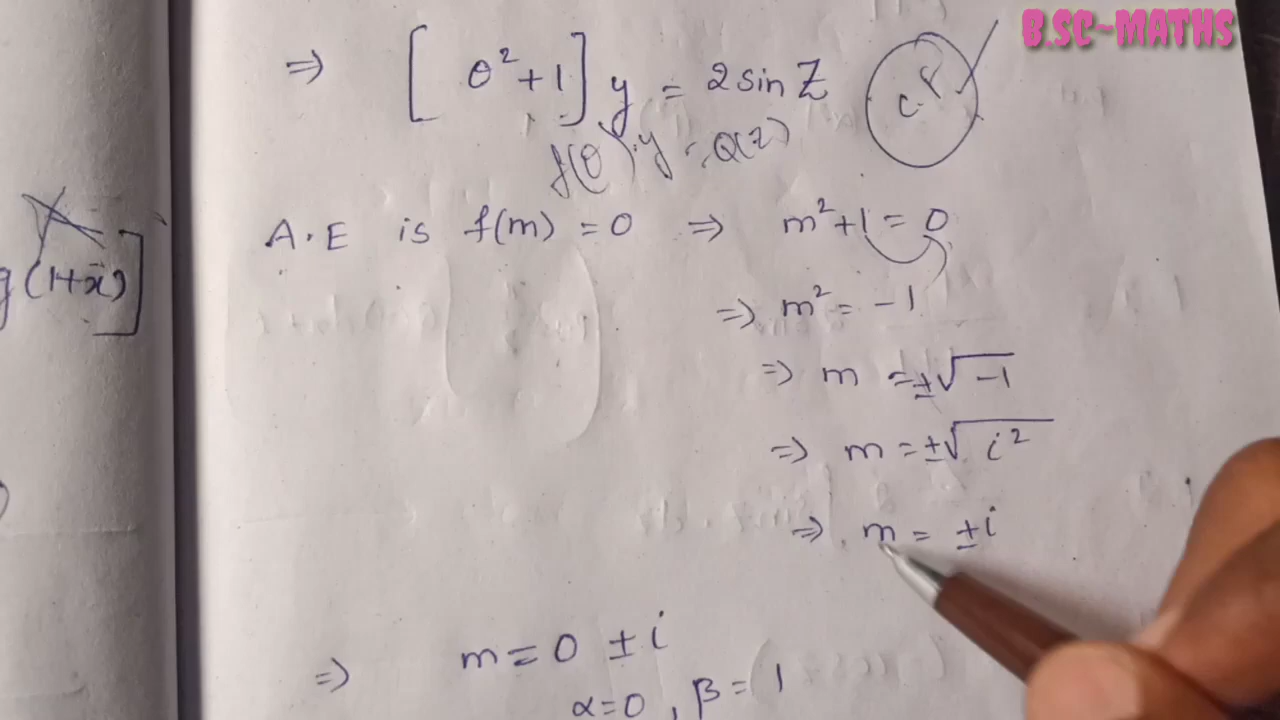 B.SC-MATHS
⇒ [θ²+1] y = 2 sin Z
C.F
f(θ) y = Q(z)
A.E is f(m) = 0 ⇒ m²+1 = 0
g(1+x)]
⇒ m² = -1
⇒ m = ±√-1
⇒ m = ±√i²
⇒ m = ±i
⇒ m = 0 ±i
α=0, β=1